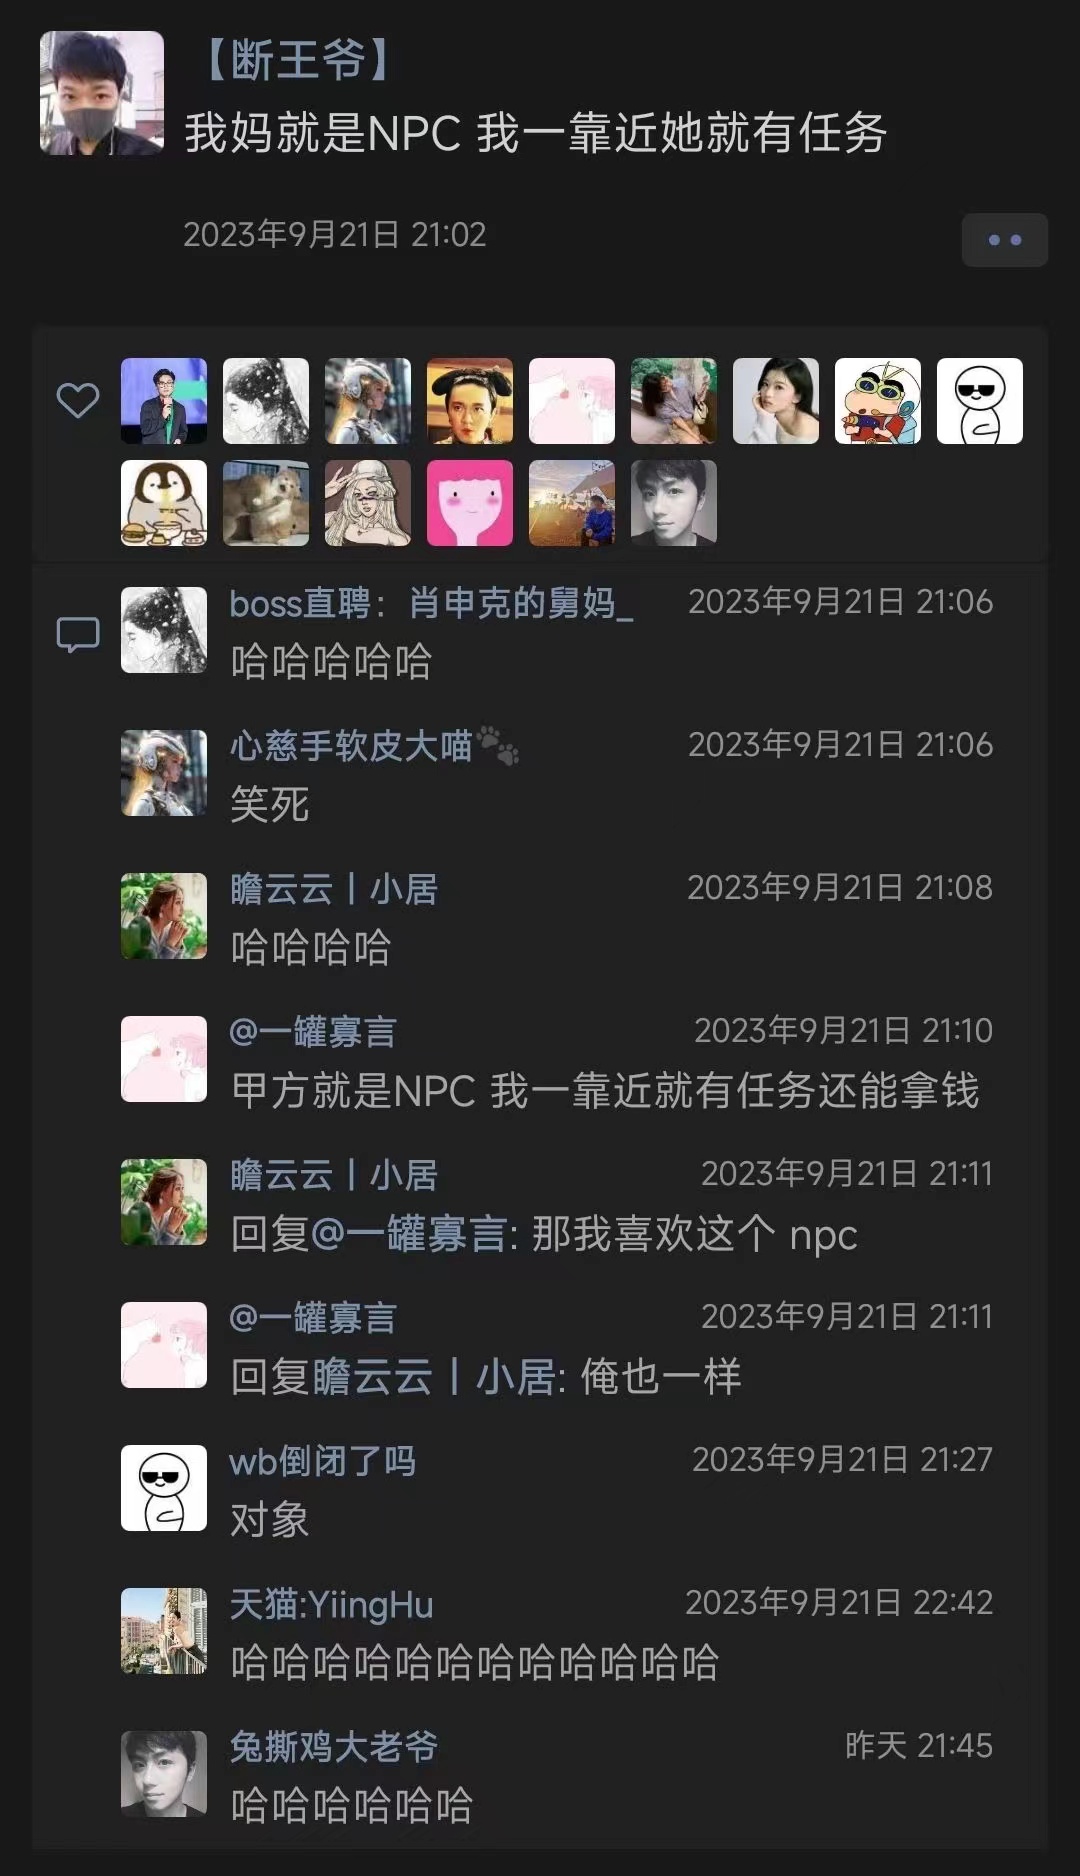 【断王爷】
我妈就是NPC 我一靠近她就有任务
2023年9月21日 21:02
boss直聘：肖申克的舅妈_ 2023年9月21日 21:06
哈哈哈哈哈
心慈手软皮大喵🐾 2023年9月21日 21:06
笑死
瞻云云丨小居 2023年9月21日 21:08
哈哈哈哈
@一罐寡言 2023年9月21日 21:10
甲方就是NPC 我一靠近就有任务还能拿钱
瞻云云丨小居 2023年9月21日 21:11
回复@一罐寡言: 那我喜欢这个 npc
@一罐寡言 2023年9月21日 21:11
回复瞻云云丨小居: 俺也一样
wb倒闭了吗 2023年9月21日 21:27
对象
天猫:YiingHu 2023年9月21日 22:42
哈哈哈哈哈哈哈哈哈哈哈哈
兔撕鸡大老爷 昨天 21:45
哈哈哈哈哈哈